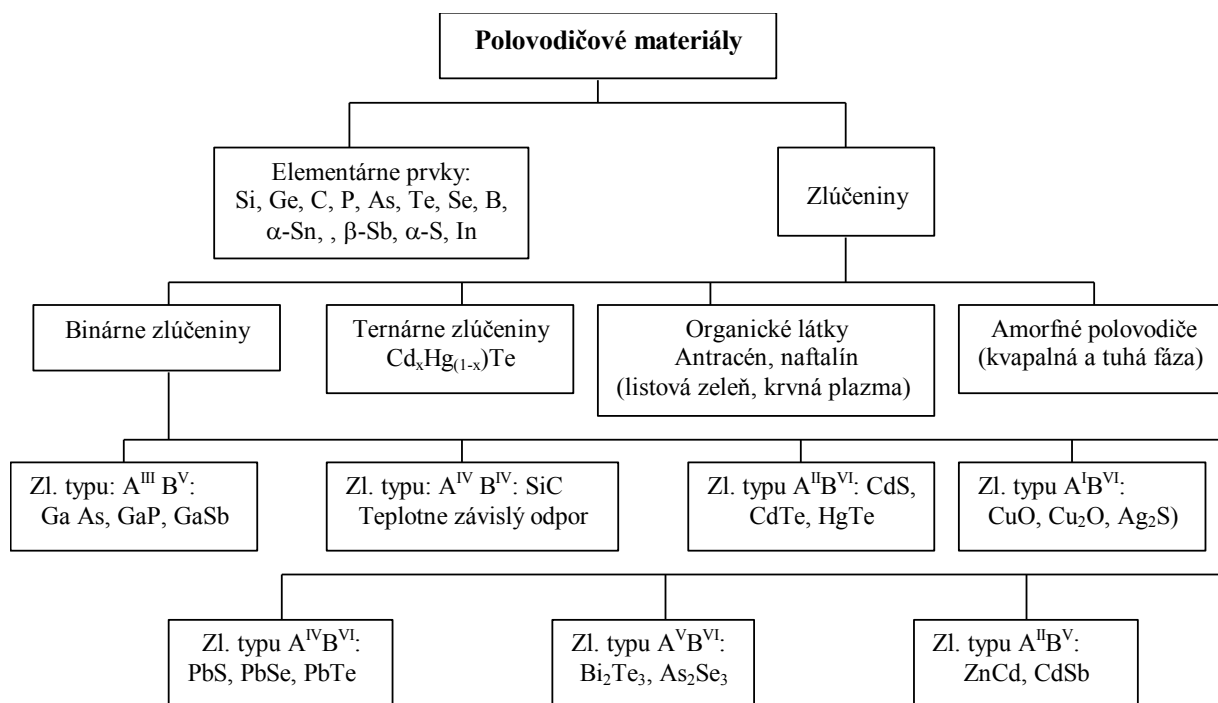 Polovodičové materiály
Elementárne prvky:
Si, Ge, C, P, As, Te, Se, B,
α-Sn, , β-Sb, α-S, In
Zlúčeniny
Binárne zlúčeniny
Ternárne zlúčeniny
CdₓHg₍₁₋ₓ₎Te
Organické látky
Antracén, naftalín
(listová zeleň, krvná plazma)
Amorfné polovodiče
(kvapalná a tuhá fáza)
Zl. typu: Aᴵᴵᴵ Bⱽ:
Ga As, GaP, GaSb
Zl. typu: Aᴵⱽ Bᴵⱽ: SiC
Teplotne závislý odpor
Zl. typu AᴵᴵBⱽᴵ: CdS,
CdTe, HgTe
Zl. typu AᴵBⱽᴵ:
CuO, Cu₂O, Ag₂S)
Zl. typu AᴵⱽBⱽᴵ:
PbS, PbSe, PbTe
Zl. typu AⱽBⱽᴵ:
Bi₂Te₃, As₂Se₃
Zl. typu AᴵᴵBⱽ:
ZnCd, CdSb